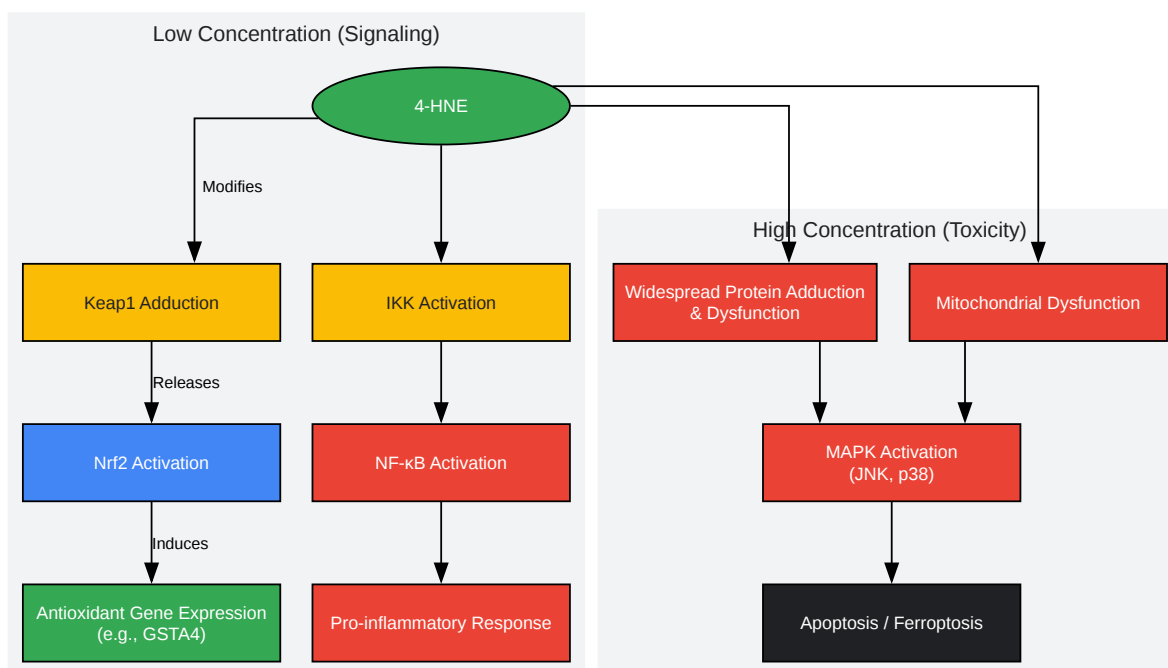 Low Concentration (Signaling)
4-HNE
Modifies
High Concentration (Toxicity)
Keap1 Adduction
IKK Activation
Widespread Protein Adduction
& Dysfunction
Mitochondrial Dysfunction
Releases
Nrf2 Activation
NF-κB Activation
MAPK Activation
(JNK, p38)
Induces
Antioxidant Gene Expression
(e.g., GSTA4)
Pro-inflammatory Response
Apoptosis / Ferroptosis